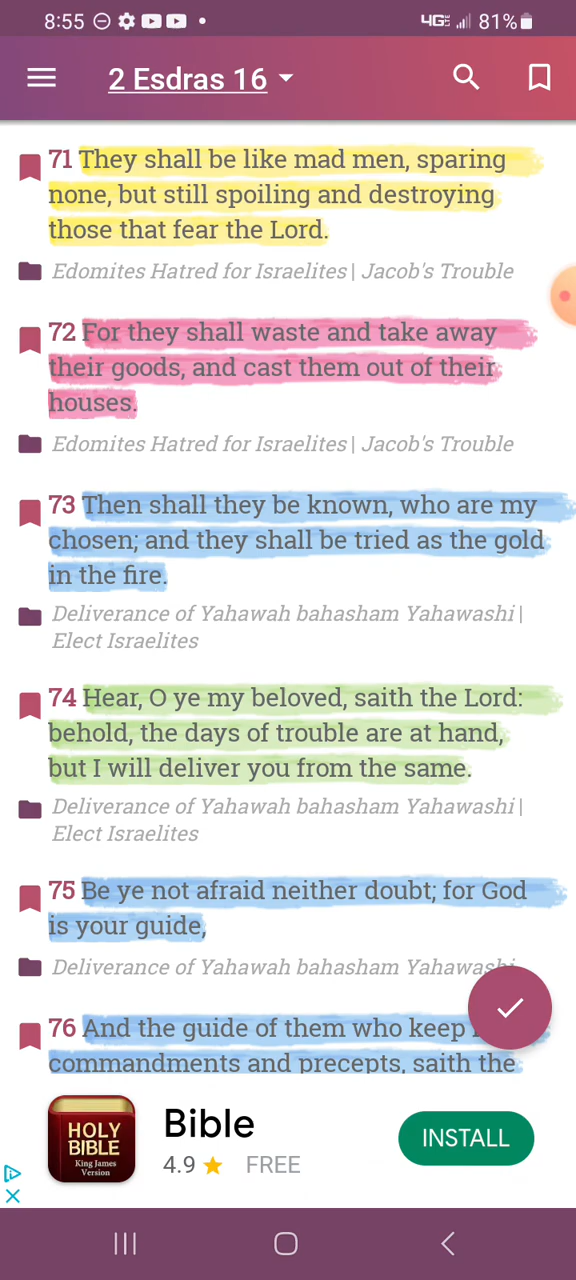 8:55 4GE 81%
2 Esdras 16
71 They shall be like mad men, sparing
none, but still spoiling and destroying
those that fear the Lord.
Edomites Hatred for Israelites | Jacob's Trouble
72 For they shall waste and take away
their goods, and cast them out of their
houses.
Edomites Hatred for Israelites | Jacob's Trouble
73 Then shall they be known, who are my
chosen; and they shall be tried as the gold
in the fire.
Deliverance of Yahawah bahasham Yahawashi |
Elect Israelites
74 Hear, O ye my beloved, saith the Lord:
behold, the days of trouble are at hand,
but I will deliver you from the same.
Deliverance of Yahawah bahasham Yahawashi |
Elect Israelites
75 Be ye not afraid neither doubt; for God
is your guide,
Deliverance of Yahawah bahasham Yahawashi
76 And the guide of them who keep
commandments and precepts, saith the
HOLY
BIBLE
King James
Version
Bible
4.9 FREE
INSTALL